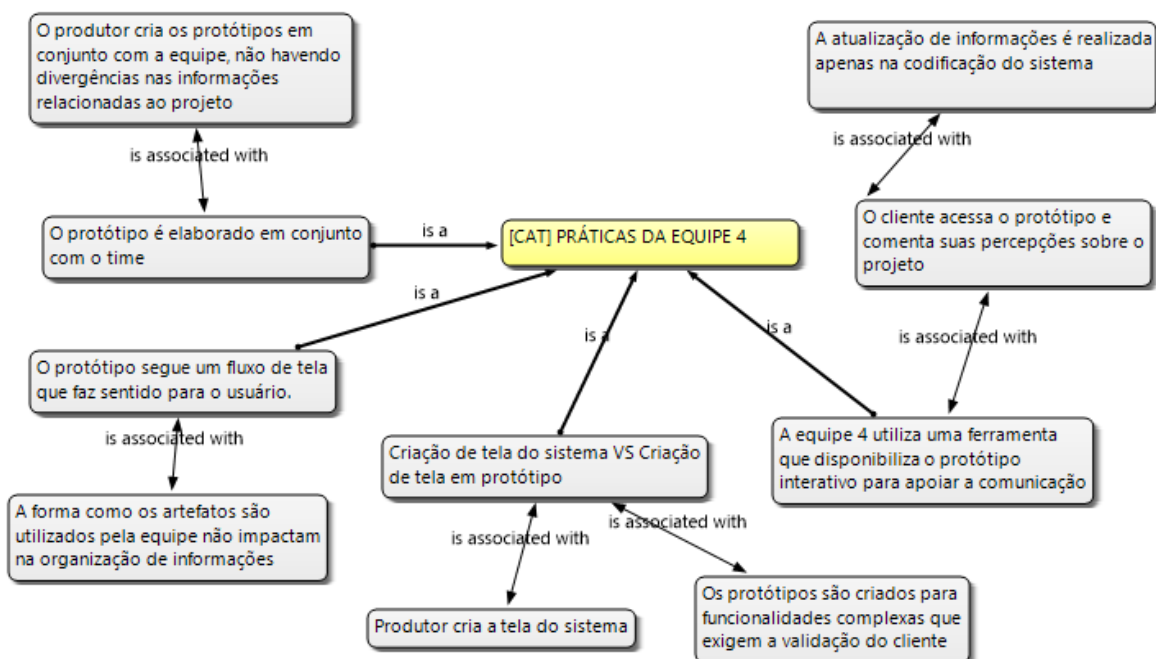 O produtor cria os protótipos em
conjunto com a equipe, não havendo
divergências nas informações
relacionadas ao projeto
A atualização de informações é realizada
apenas na codificação do sistema
is associated with
is associated with
O protótipo é elaborado em conjunto
com o time
is a
[CAT] PRÁTICAS DA EQUIPE 4
O cliente acessa o protótipo e
comenta suas percepções sobre o
projeto
is a
is a
is a
is associated with
O protótipo segue um fluxo de tela
que faz sentido para o usuário.
is associated with
Criação de tela do sistema VS Criação
de tela em protótipo
A equipe 4 utiliza uma ferramenta
que disponibiliza o protótipo
interativo para apoiar a comunicação
A forma como os artefatos são
utilizados pela equipe não impactam
na organização de informações
is associated with
is associated with
Produtor cria a tela do sistema
Os protótipos são criados para
funcionalidades complexas que
exigem a validação do cliente